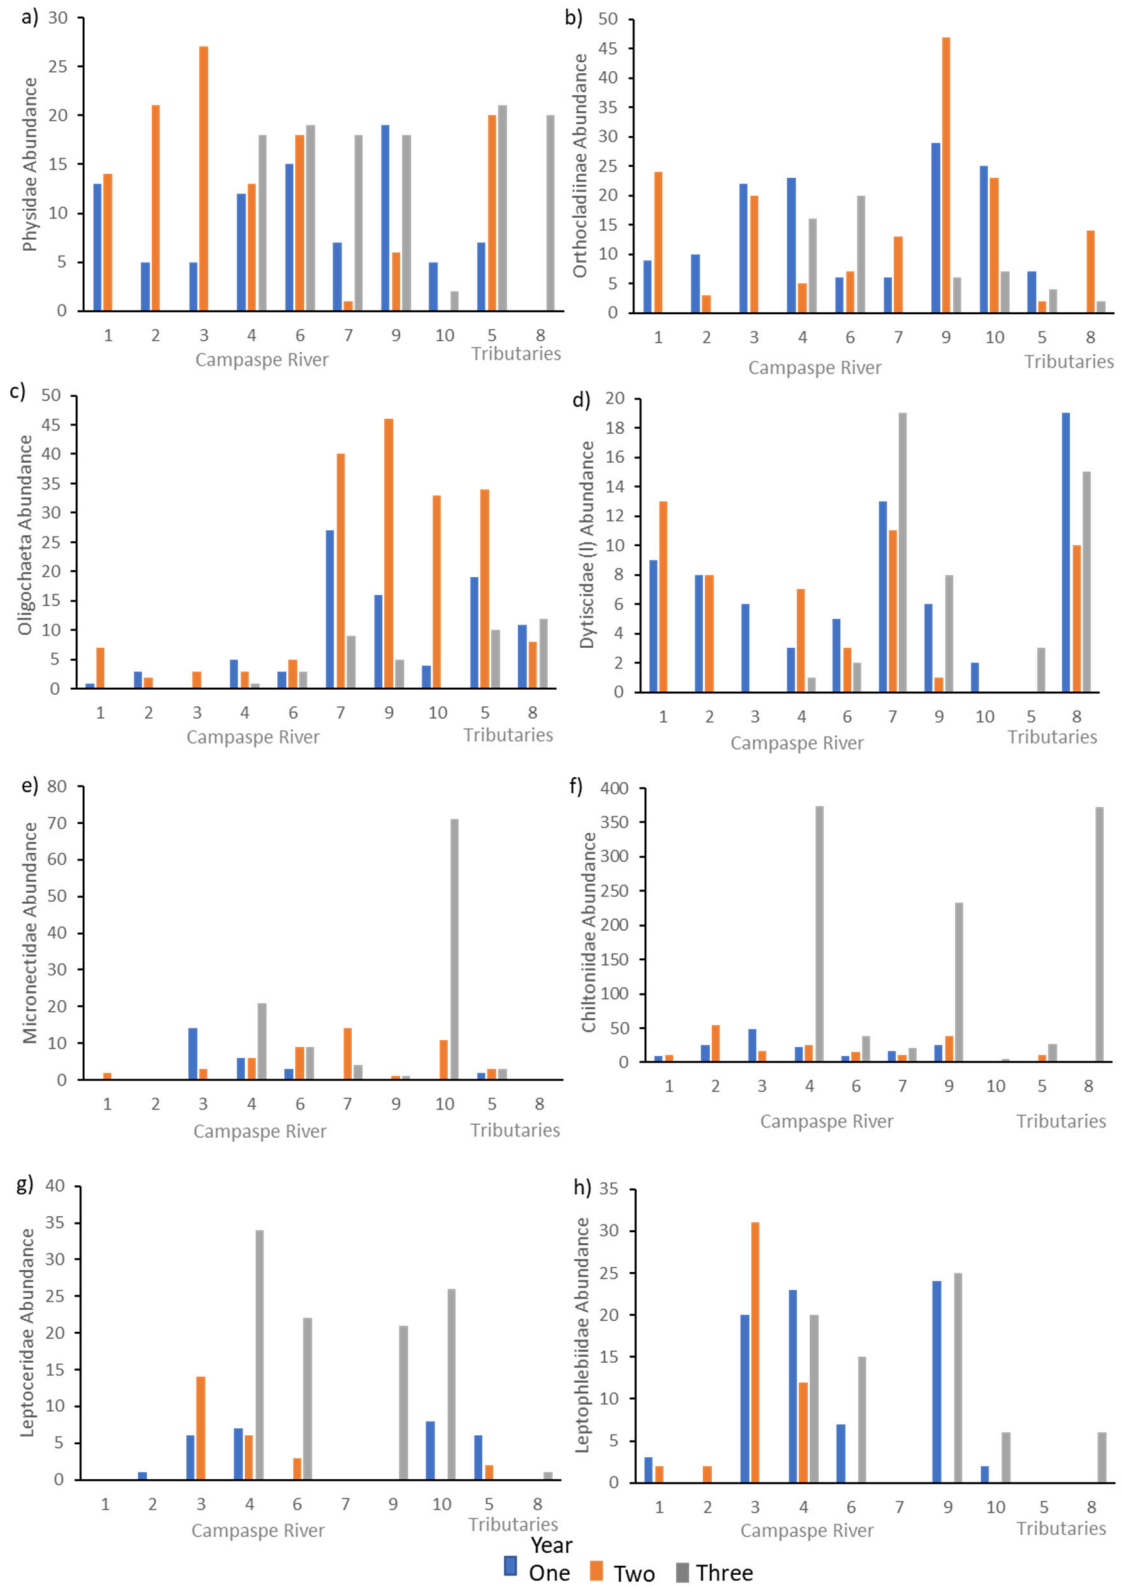 a)
Physidae Abundance
30
25
20
15
10
5
0
1 2 3 4 6 7 9 10 5 8
Campaspe River
Tributaries
b)
Orthocladiinae Abundance
50
45
40
35
30
25
20
15
10
5
0
1 2 3 4 6 7 9 10 5 8
Campaspe River
Tributaries
c)
Oligochaeta Abundance
50
45
40
35
30
25
20
15
10
5
0
1 2 3 4 6 7 9 10 5 8
Campaspe River
Tributaries
d)
Dytiscidae (l) Abundance
20
18
16
14
12
10
8
6
4
2
0
1 2 3 4 6 7 9 10 5 8
Campaspe River
Tributaries
e)
Micronectidae Abundance
80
70
60
50
40
30
20
10
0
1 2 3 4 6 7 9 10 5 8
Campaspe River
Tributaries
f)
Chiltoniidae Abundance
400
350
300
250
200
150
100
50
0
1 2 3 4 6 7 9 10 5 8
Campaspe River
Tributaries
g)
Leptoceridae Abundance
40
35
30
25
20
15
10
5
0
1 2 3 4 6 7 9 10 5 8
Campaspe River
Tributaries
h)
Leptophlebiidae Abundance
35
30
25
20
15
10
5
0
1 2 3 4 6 7 9 10 5 8
Campaspe River
Tributaries
Year
One Two Three